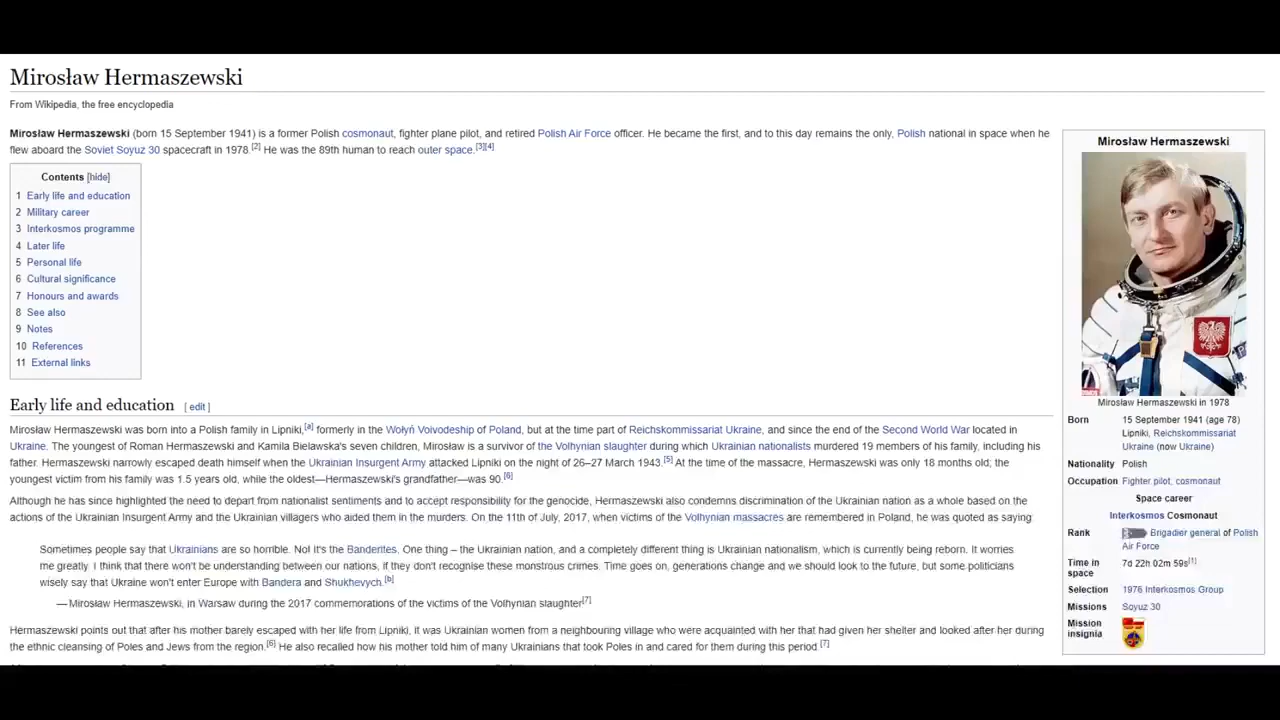 Mirosław Hermaszewski
From Wikipedia, the free encyclopedia
Mirosław Hermaszewski (born 15 September 1941) is a former Polish cosmonaut, fighter plane pilot, and retired Polish Air Force officer. He became the first, and to this day remains the only, Polish national in space when he
flew aboard the Soviet Soyuz 30 spacecraft in 1978.[2] He was the 89th human to reach outer space.[3][4]
Contents [hide]
1 Early life and education
2 Military career
3 Interkosmos programme
4 Later life
5 Personal life
6 Cultural significance
7 Honours and awards
8 See also
9 Notes
10 References
11 External links
Early life and education [ edit ]
Mirosław Hermaszewski was born into a Polish family in Lipniki,[a] formerly in the Wołyń Voivodeship of Poland, but at the time part of Reichskommissariat Ukraine, and since the end of the Second World War located in
Ukraine. The youngest of Roman Hermaszewski and Kamila Bielawska's seven children, Mirosław is a survivor of the Volhynian slaughter during which Ukrainian nationalists murdered 19 members of his family, including his
father. Hermaszewski narrowly escaped death himself when the Ukrainian Insurgent Army attacked Lipniki on the night of 26–27 March 1943.[5] At the time of the massacre, Hermaszewski was only 18 months old; the
youngest victim from his family was 1.5 years old, while the oldest—Hermaszewski's grandfather—was 90.[6]
Although he has since highlighted the need to depart from nationalist sentiments and to accept responsibility for the genocide, Hermaszewski also condemns discrimination of the Ukrainian nation as a whole based on the
actions of the Ukrainian Insurgent Army and the Ukrainian villagers who aided them in the murders. On the 11th of July, 2017, when victims of the Volhynian massacres are remembered in Poland, he was quoted as saying:
Sometimes people say that Ukrainians are so horrible. No! It's the Banderites. One thing – the Ukrainian nation, and a completely different thing is Ukrainian nationalism, which is currently being reborn. It worries
me greatly. I think that there won't be understanding between our nations, if they don't recognise these monstrous crimes. Time goes on, generations change and we should look to the future, but some politicians
wisely say that Ukraine won't enter Europe with Bandera and Shukhevych.[b]
— Mirosław Hermaszewski, in Warsaw during the 2017 commemorations of the victims of the Volhynian slaughter[7]
Hermaszewski points out that after his mother barely escaped with her life from Lipniki, it was Ukrainian women from a neighbouring village who were acquainted with her that had given her shelter and looked after her during
the ethnic cleansing of Poles and Jews from the region.[6] He also recalled how his mother told him of many Ukrainians that took Poles in and cared for them during this period [7]
Mirosław Hermaszewski
Mirosław Hermaszewski in 1978
Born 15 September 1941 (age 78)
Lipniki, Reichskommissariat
Ukraine (now Ukraine)
Nationality Polish
Occupation Fighter pilot, cosmonaut
Space career
Interkosmos Cosmonaut
Rank Brigadier general of Polish
Air Force
Time in space 7d 22h 02m 59s[1]
Selection 1976 Interkosmos Group
Missions Soyuz 30
Mission
insignia